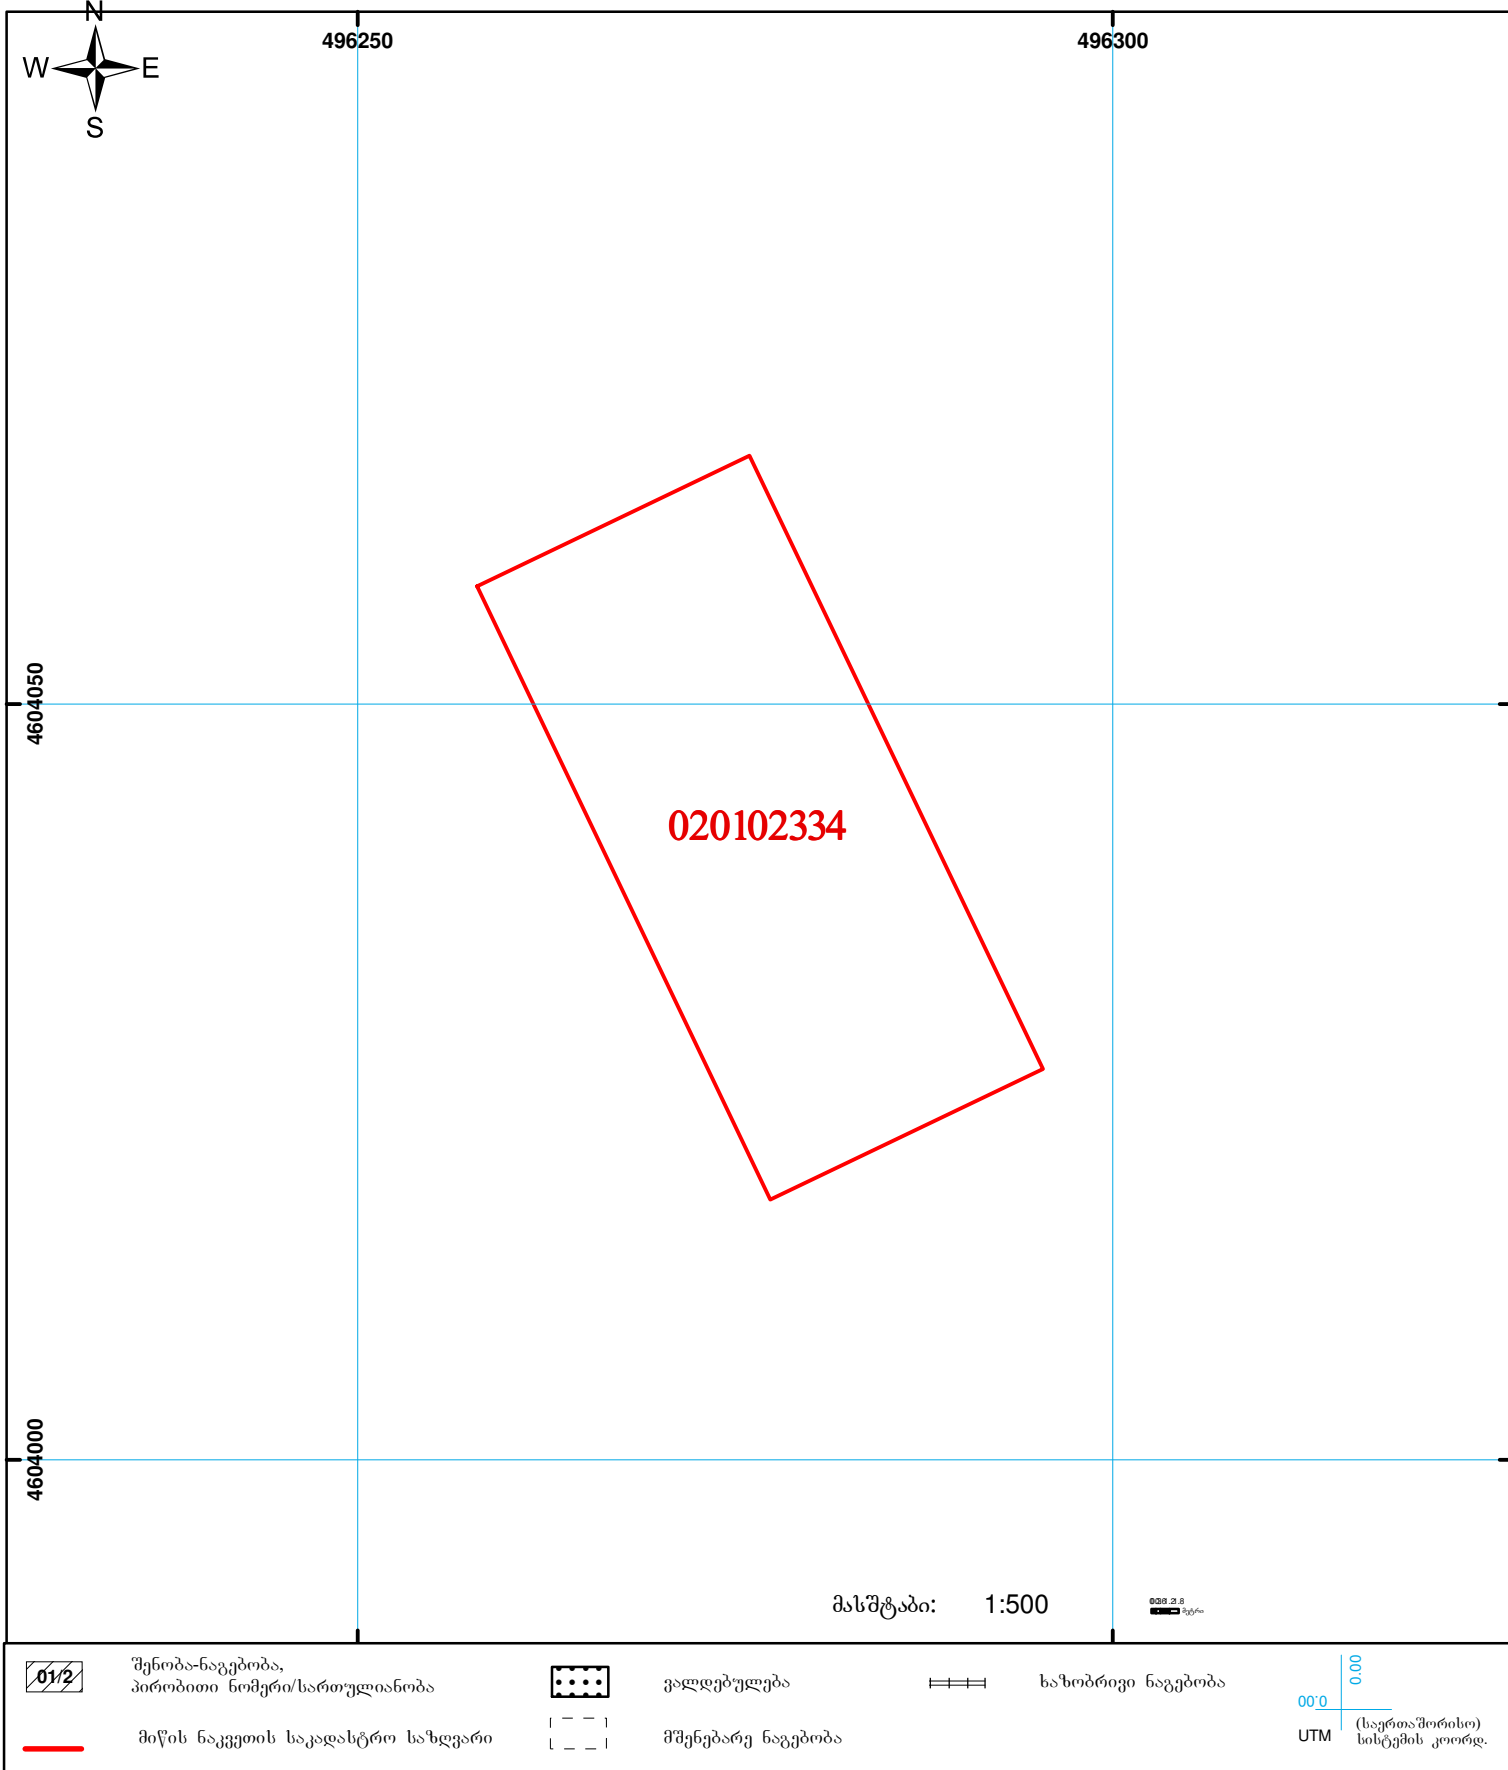 N
W E
S
496250 496300
4604050
020102334
4604000
მასშტაბი: 1:500
მეტრი
01/2
შენობა-ნაგებობა,
პირობითი ნომერი/სართულიანობა
ვალდებულება
ხაზობრივი ნაგებობა
მიწის ნაკვეთის საკადასტრო საზღვარი
მშენებარე ნაგებობა
0.00
0.00
UTM
(საერთაშორისო)
სისტემის კოორდ.